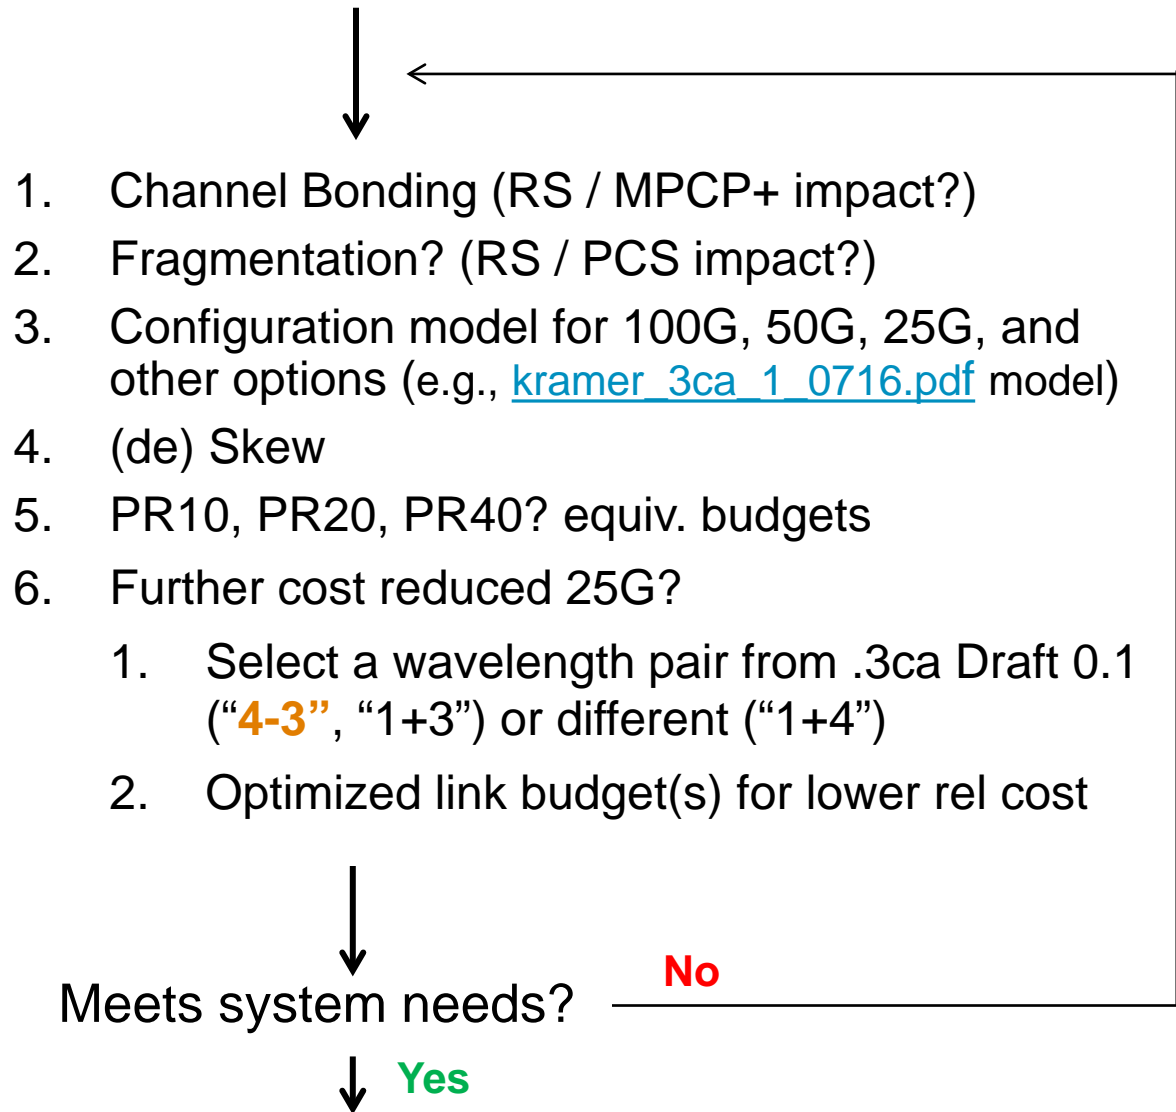 1. Channel Bonding (RS / MPCP+ impact?)
2. Fragmentation? (RS / PCS impact?)
3. Configuration model for 100G, 50G, 25G, and
other options (e.g., kramer_3ca_1_0716.pdf model)
4. (de) Skew
5. PR10, PR20, PR40? equiv. budgets
6. Further cost reduced 25G?
1. Select a wavelength pair from .3ca Draft 0.1
(“4-3”, “1+3”) or different (“1+4”)
2. Optimized link budget(s) for lower rel cost
No
Meets system needs?
Yes